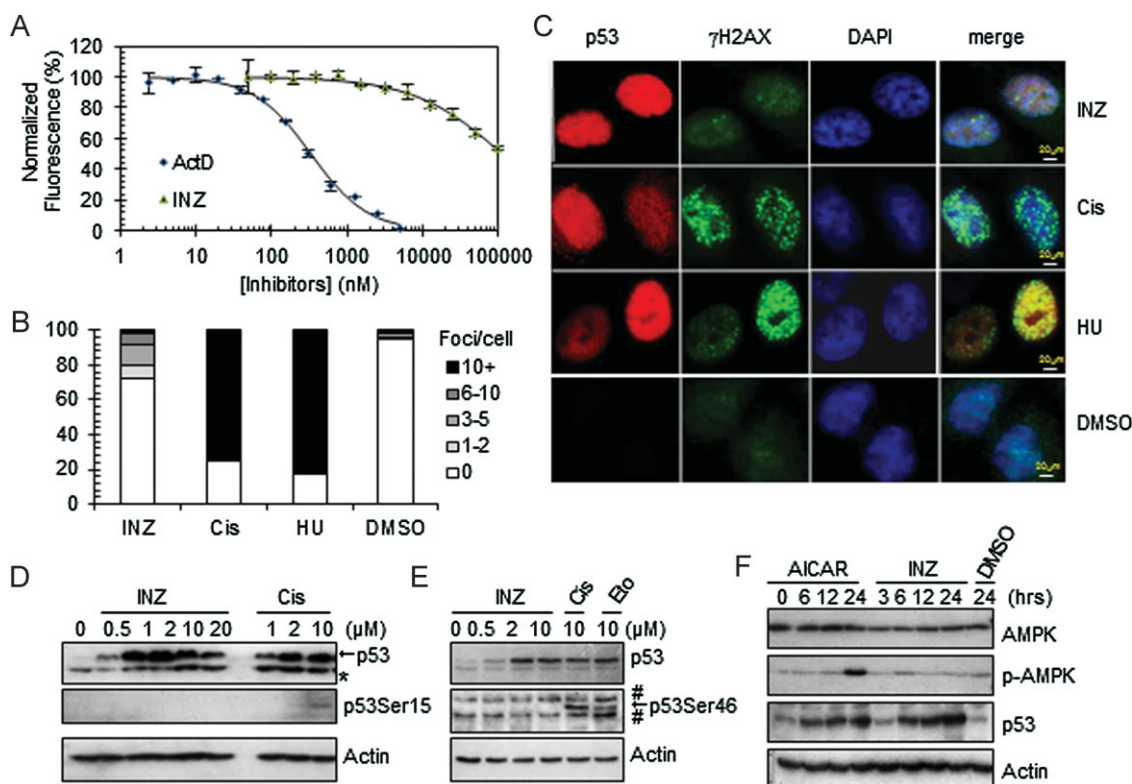 A
120
100
80
60
40
20
0
Normalized
Fluorescence (%)
ActD
INZ
1 10 100 1000 10000 100000
[Inhibitors] (nM)
B
100
80
60
40
20
0
INZ Cis HU DMSO
Foci/cell
10+
6-10
3-5
1-2
0
C
p53 γH2AX DAPI merge
INZ
20μm
Cis
20μm
HU
20μm
DMSO
20μm
D
INZ Cis
0 0.5 1 2 10 20 1 2 10 (μM)
←p53
*
p53Ser15
Actin
E
INZ Cis Eto
0 0.5 2 10 10 10 (μM)
p53
#
←p53Ser46
#
Actin
F
AICAR INZ DMSO
0 6 12 24 3 6 12 24 24 (hrs)
AMPK
p-AMPK
p53
Actin